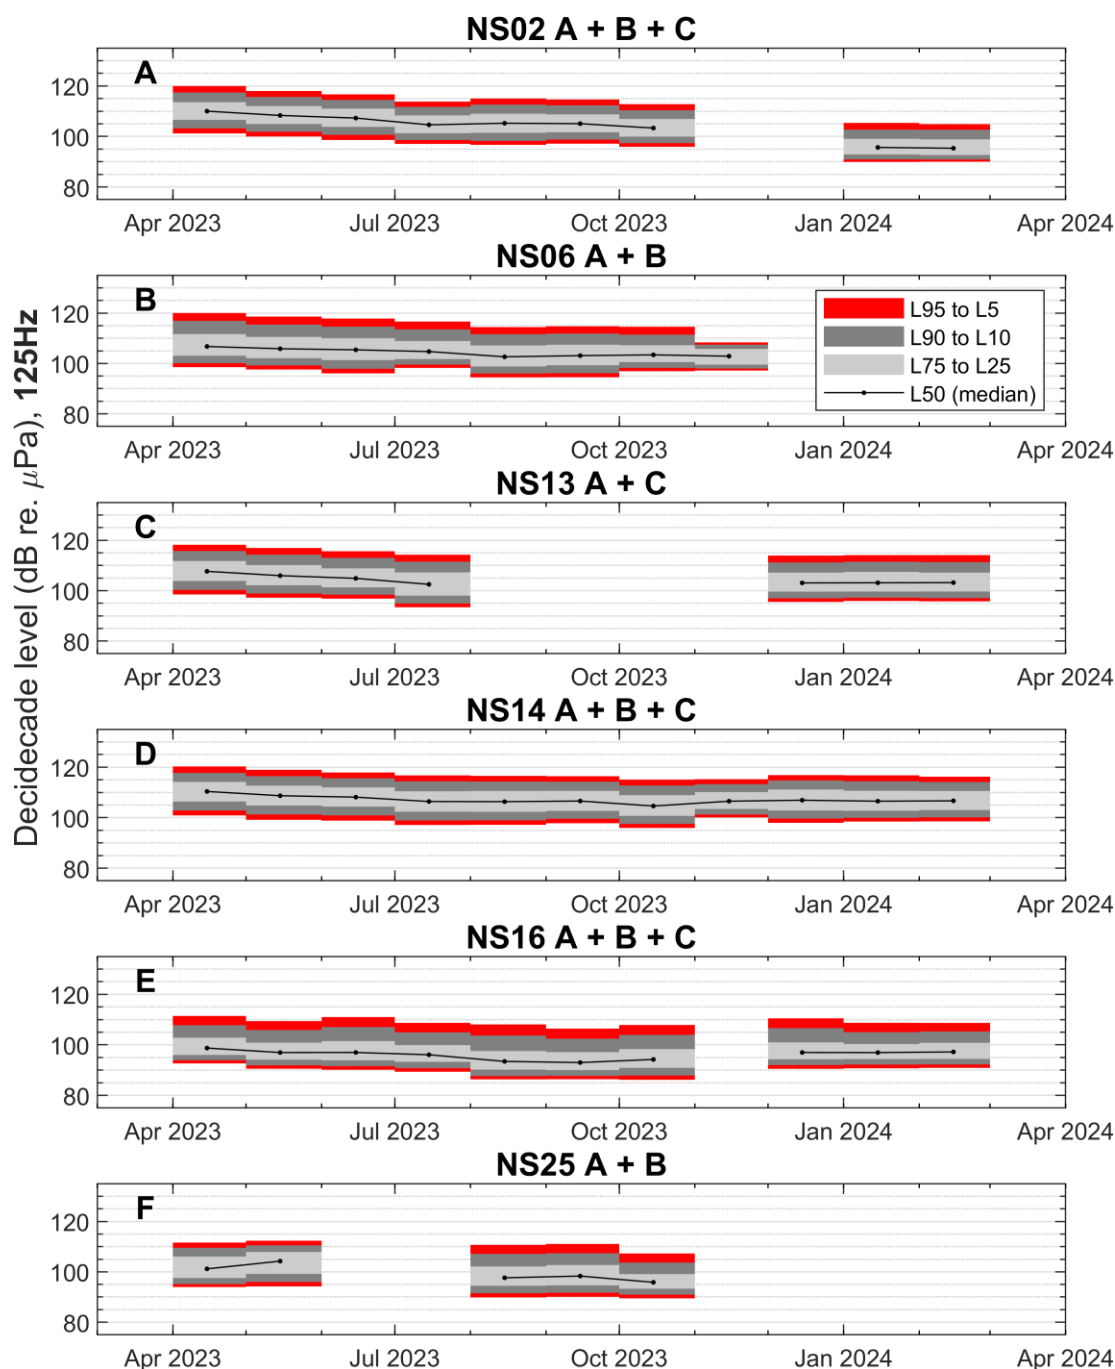 NS02 A + B + C
A
120
100
80
Apr 2023 Jul 2023 Oct 2023 Jan 2024 Apr 2024
NS06 A + B
B
120
100
80
L95 to L5
L90 to L10
L75 to L25
L50 (median)
Apr 2023 Jul 2023 Oct 2023 Jan 2024 Apr 2024
NS13 A + C
C
120
100
80
Apr 2023 Jul 2023 Oct 2023 Jan 2024 Apr 2024
Decidecade level (dB re. μPa), 125Hz
NS14 A + B + C
D
120
100
80
Apr 2023 Jul 2023 Oct 2023 Jan 2024 Apr 2024
NS16 A + B + C
E
120
100
80
Apr 2023 Jul 2023 Oct 2023 Jan 2024 Apr 2024
NS25 A + B
F
120
100
80
Apr 2023 Jul 2023 Oct 2023 Jan 2024 Apr 2024